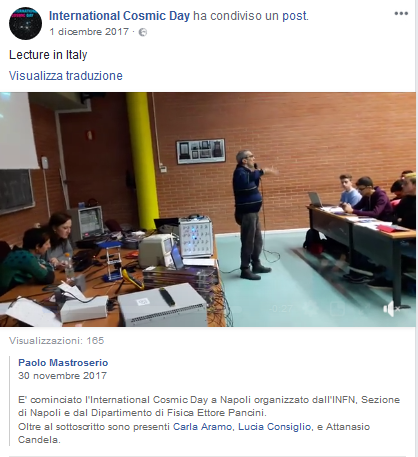 International Cosmic Day ha condiviso un post.
1 dicembre 2017 ·
Lecture in Italy
Visualizza traduzione
Visualizzazioni: 165
Paolo Mastroserio
30 novembre 2017
E' cominciato l'International Cosmic Day a Napoli organizzato dall'INFN, Sezione
di Napoli e dal Dipartimento di Fisica Ettore Pancini.
Oltre al sottoscritto sono presenti Carla Aramo, Lucia Consiglio, e Attanasio
Candela.